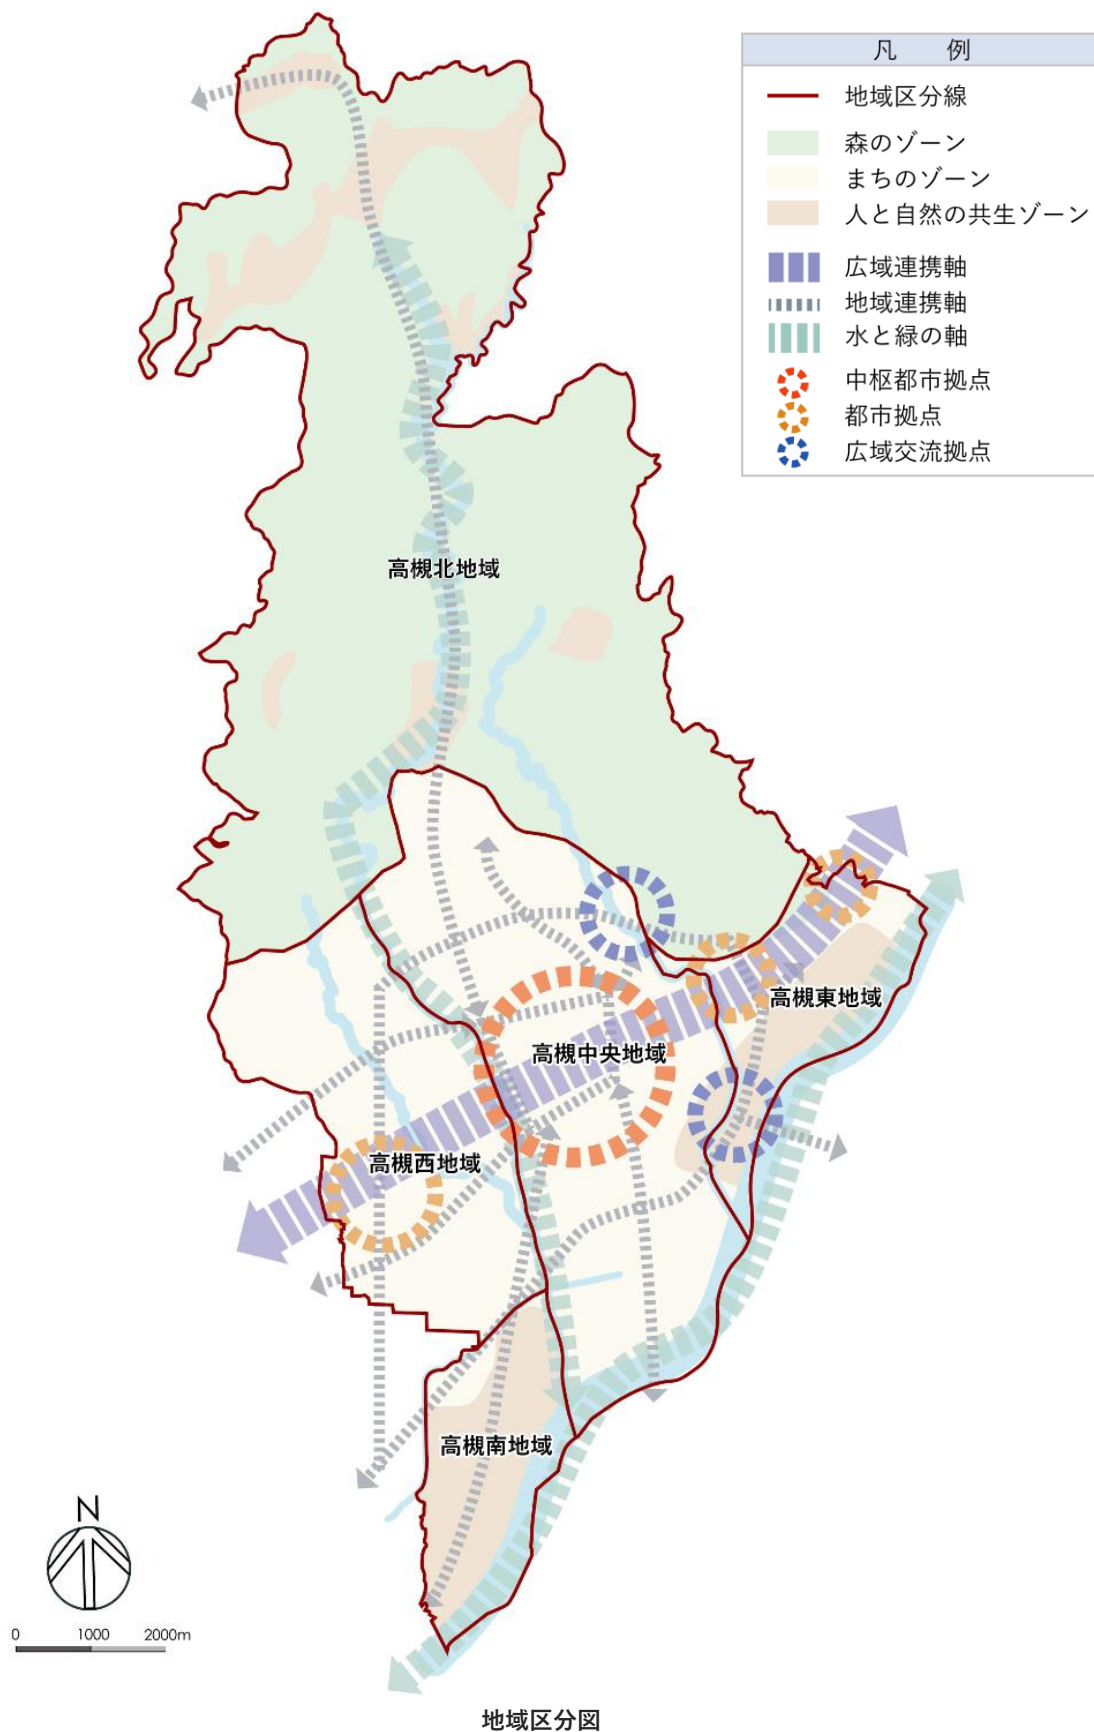 凡 例
地域区分線
森のゾーン
まちのゾーン
人と自然の共生ゾーン
広域連携軸
地域連携軸
水と緑の軸
中枢都市拠点
都市拠点
広域交流拠点
高槻北地域
高槻東地域
高槻中央地域
高槻西地域
高槻南地域
N
0 1000 2000m
地域区分図